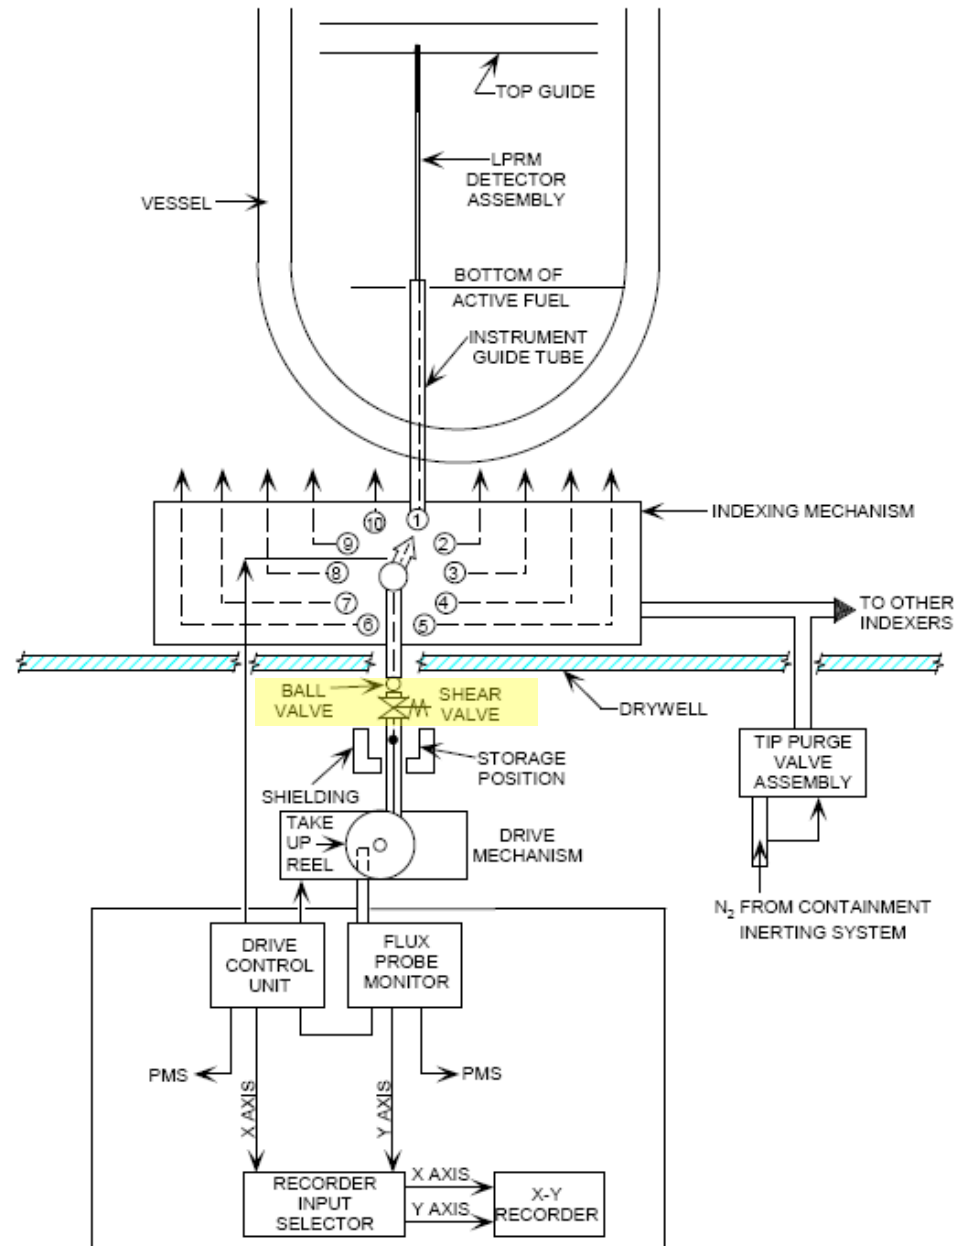 TOP GUIDE
LPRM
DETECTOR
ASSEMBLY
VESSEL
BOTTOM OF
ACTIVE FUEL
INSTRUMENT
GUIDE TUBE
INDEXING MECHANISM
10
1
9
2
8
3
7
4
6
5
TO OTHER
INDEXERS
BALL
VALVE
SHEAR
VALVE
DRYWELL
STORAGE
POSITION
SHIELDING
TIP PURGE
VALVE
ASSEMBLY
TAKE
UP
REEL
DRIVE
MECHANISM
N2 FROM CONTAINMENT
INERTING SYSTEM
DRIVE
CONTROL
UNIT
FLUX
PROBE
MONITOR
PMS
PMS
X AXIS
Y AXIS
RECORDER
INPUT
SELECTOR
X AXIS
Y AXIS
X-Y
RECORDER